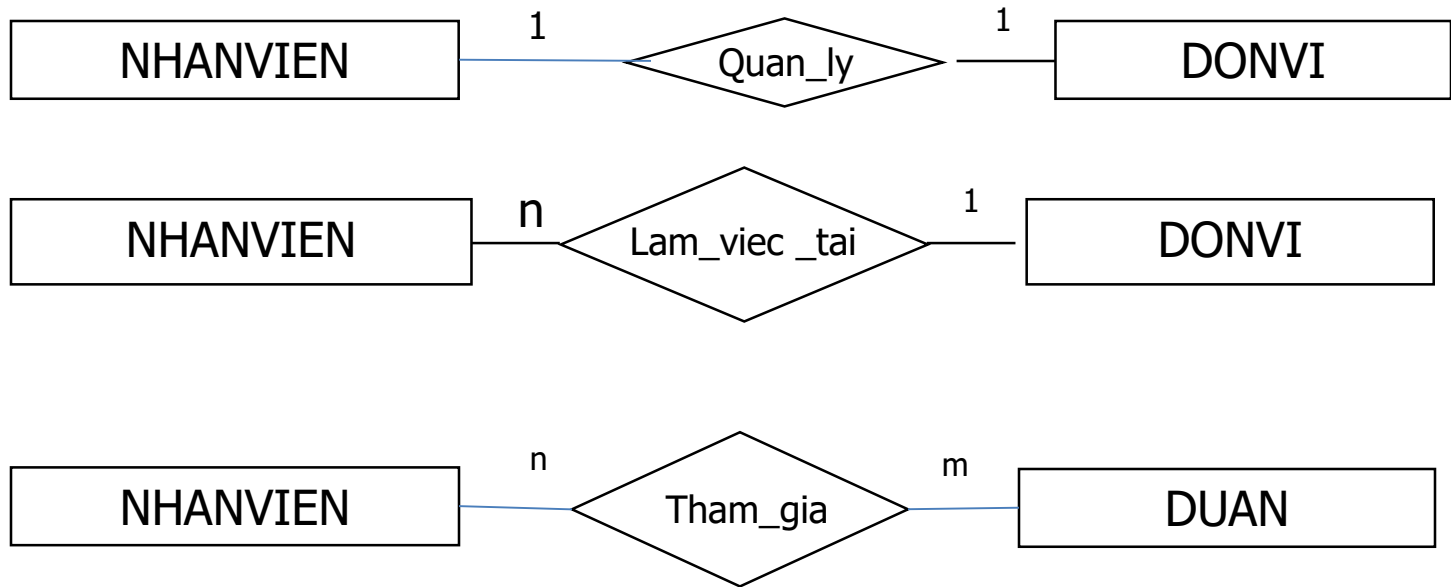 1 1
NHANVIEN Quan_ly DONVI
n 1
NHANVIEN Lam_viec _tai DONVI
n m
NHANVIEN Tham_gia DUAN